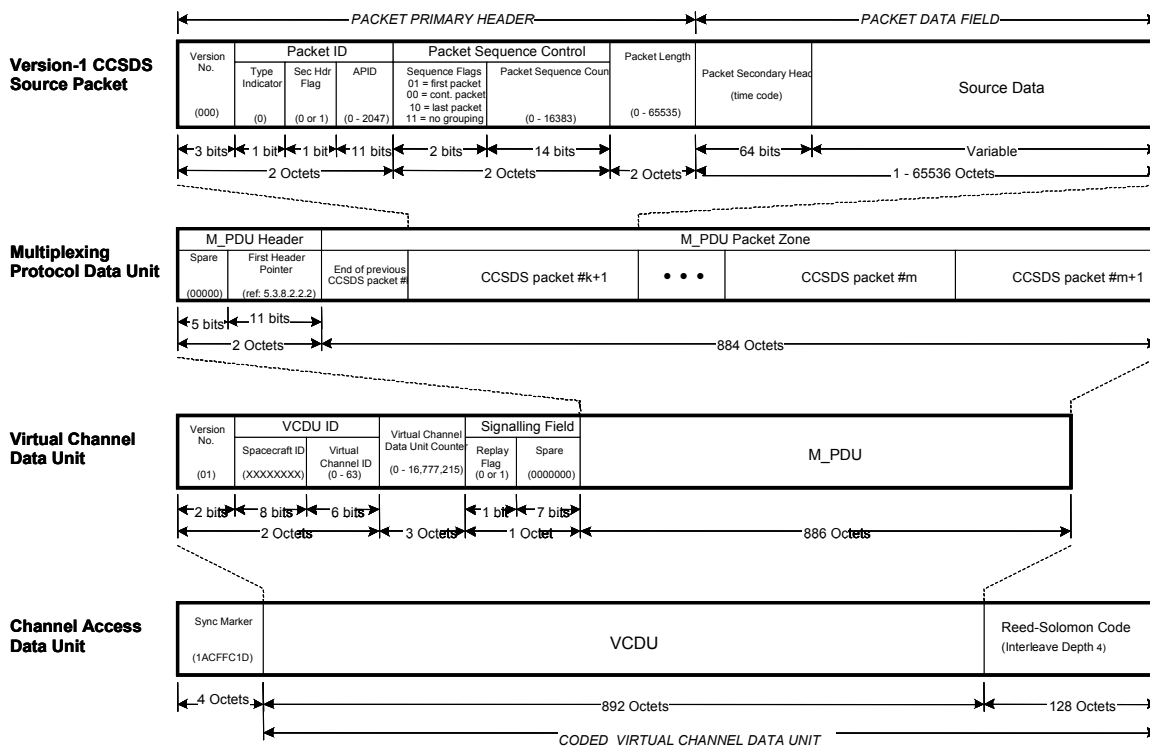 PACKET PRIMARY HEADER
PACKET DATA FIELD
Version-1 CCSDS
Source Packet
Version
No.
(000)
Packet ID
Type
Indicator
(0)
Sec Hdr
Flag
(0 or 1)
APID
(0 - 2047)
Packet Sequence Control
Sequence Flags
01 = first packet
00 = cont. packet
10 = last packet
11 = no grouping
Packet Sequence Coun
(0 - 16383)
Packet Length
(0 - 65535)
Packet Secondary Head
(time code)
Source Data
3 bits
1 bit
1 bit
11 bits
2 bits
14 bits
64 bits
Variable
2 Octets
2 Octets
2 Octets
1 - 65536 Octets
Multiplexing
Protocol Data Unit
M_PDU Header
M_PDU Packet Zone
Spare
(00000)
First Header
Pointer
(ref: 5.3.8.2.2.2)
End of previous
CCSDS packet #
CCSDS packet #k+1
• • •
CCSDS packet #m
CCSDS packet #m+1
5 bits
11 bits
2 Octets
884 Octets
Virtual Channel
Data Unit
Version
No.
(01)
VCDU ID
Spacecraft ID
(XXXXXXXX)
Virtual
Channel ID
(0 - 63)
Virtual Channel
Data Unit Counter
(0 - 16,777,215)
Signalling Field
Replay
Flag
(0 or 1)
Spare
(0000000)
M_PDU
2 bits
8 bits
6 bits
1 bit
7 bits
2 Octets
3 Octets
1 Octet
886 Octets
Channel Access
Data Unit
Sync Marker
(1ACFFC1D)
VCDU
Reed-Solomon Code
(Interleave Depth 4)
4 Octets
892 Octets
128 Octets
CODED VIRTUAL CHANNEL DATA UNIT